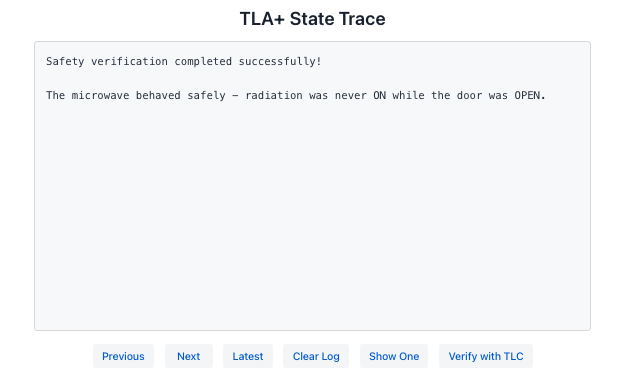 TLA+ State Trace
Safety verification completed successfully!
The microwave behaved safely – radiation was never ON while the door was OPEN.
Previous Next Latest Clear Log Show One Verify with TLC